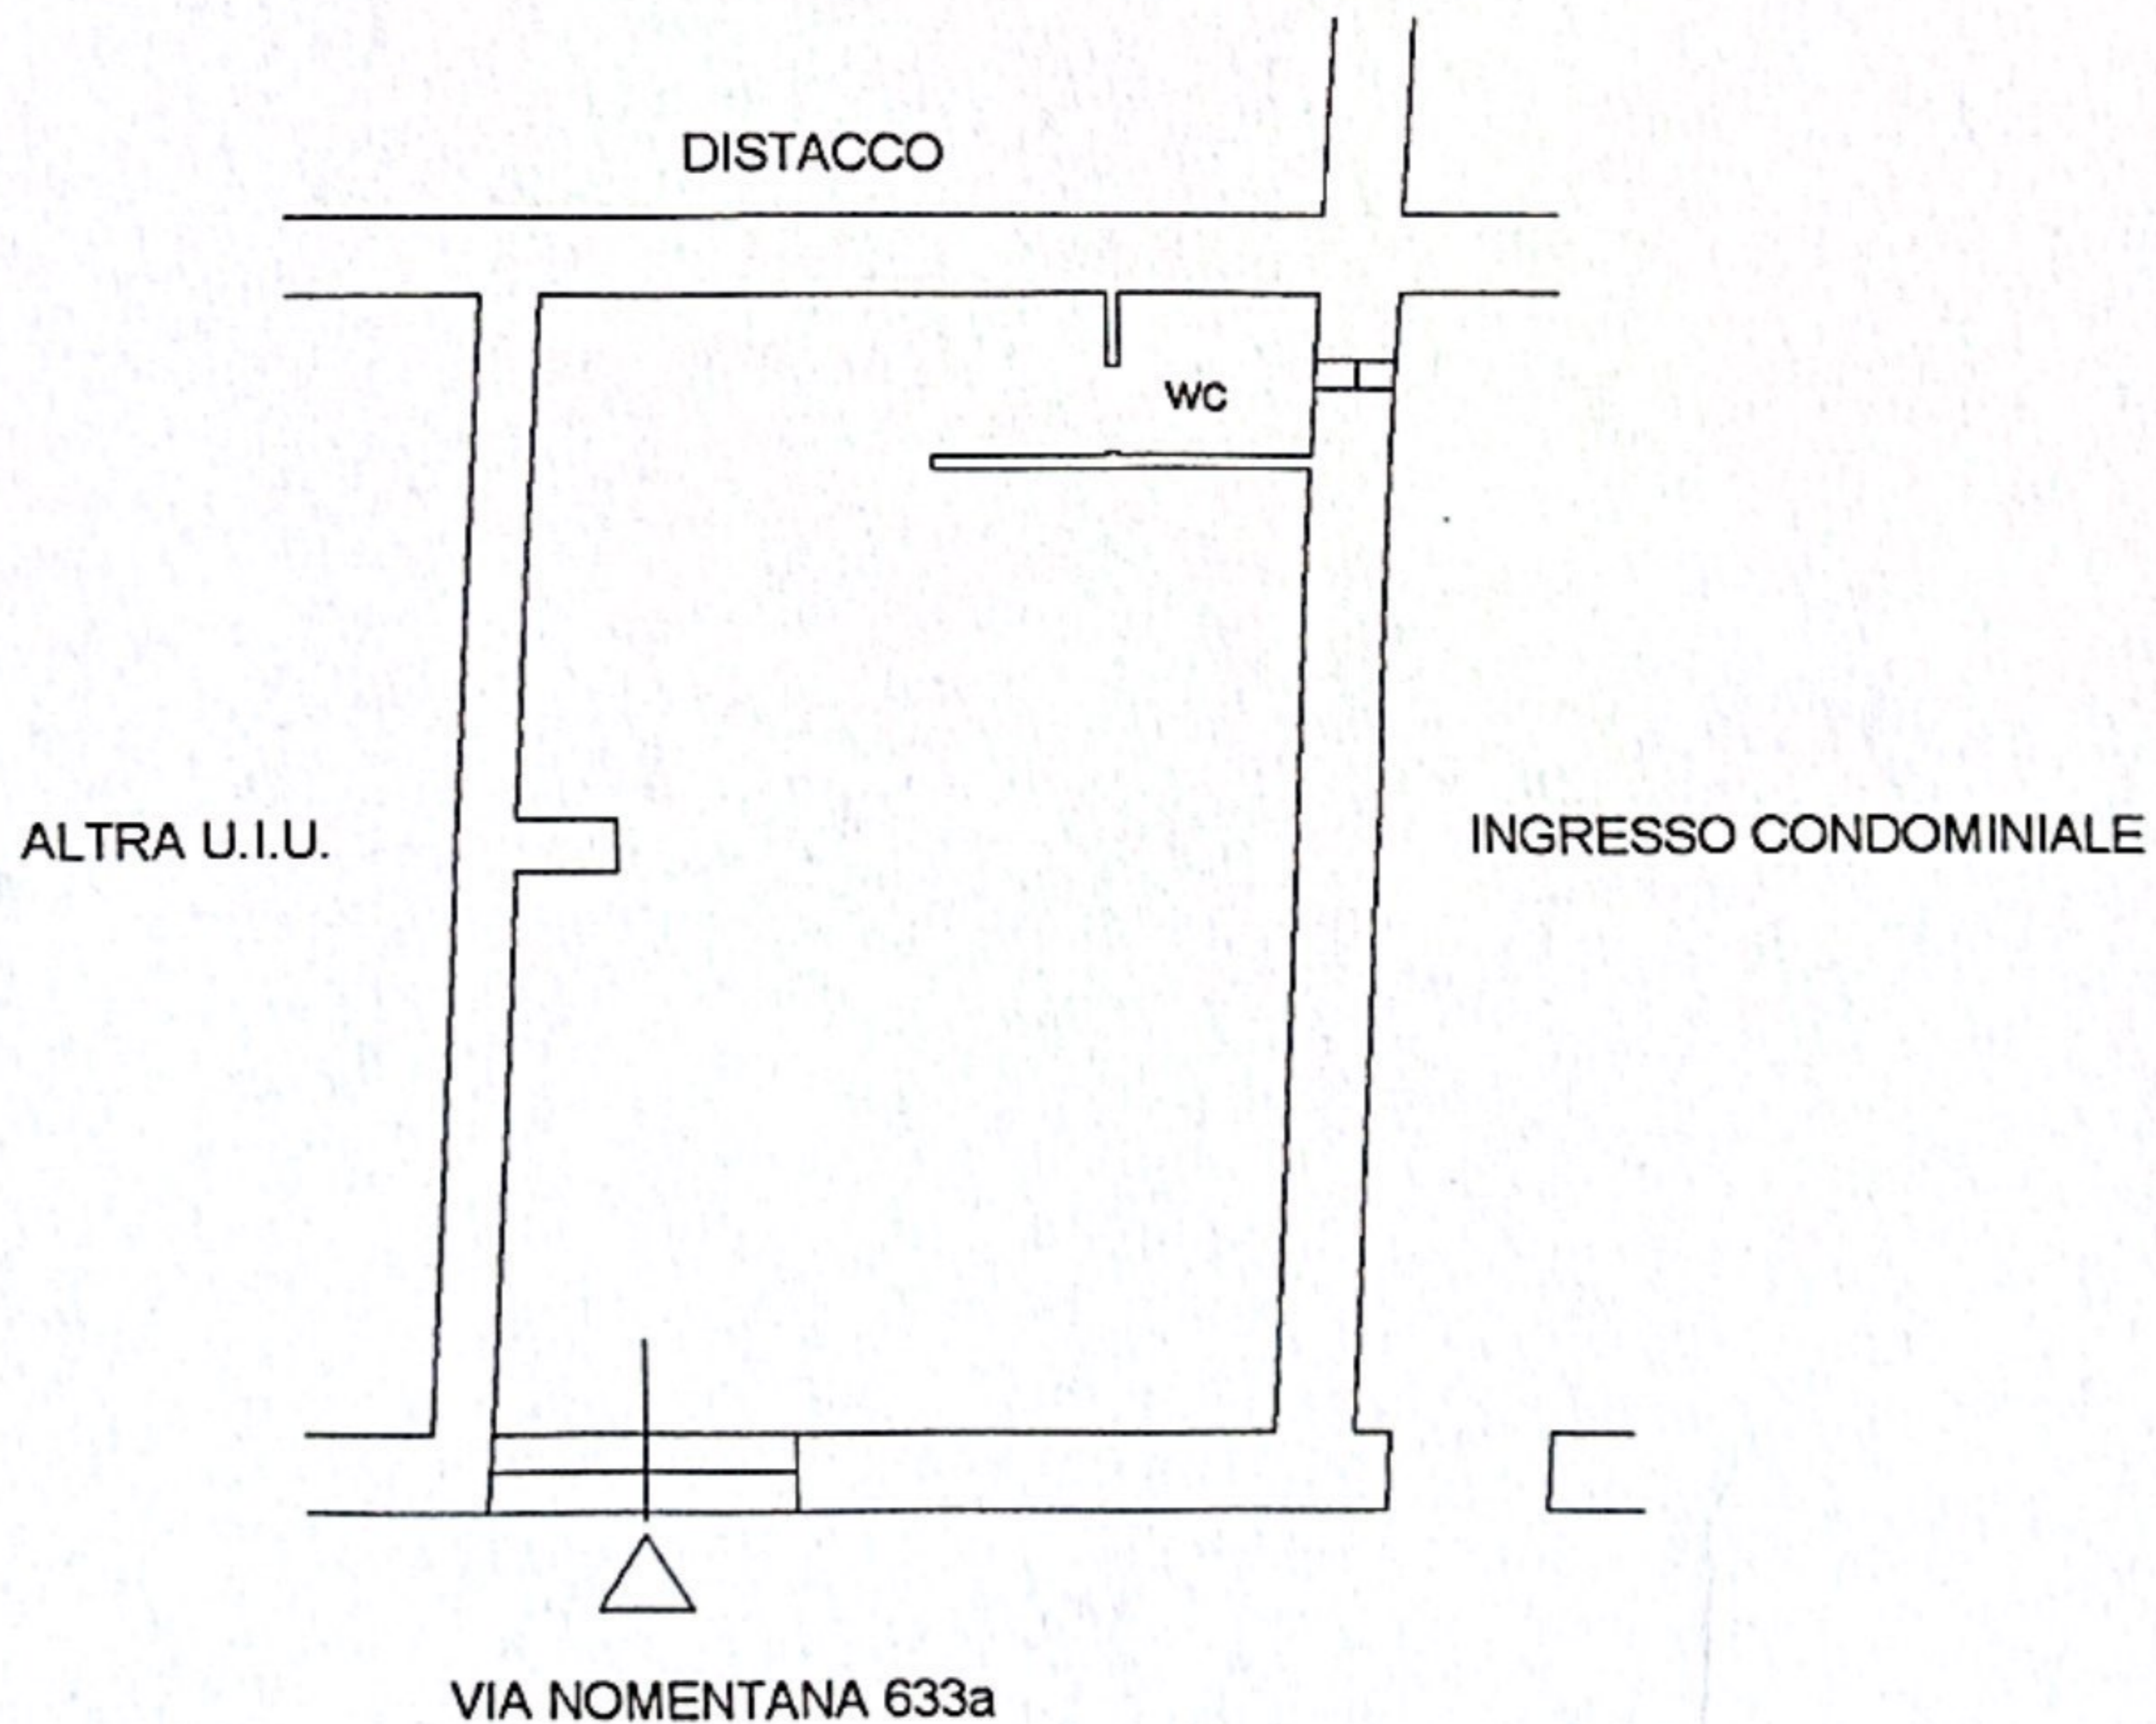 DISTACCO
WC
ALTRA U.I.U.
INGRESSO CONDOMINIALE
VIA NOMENTANA 633a